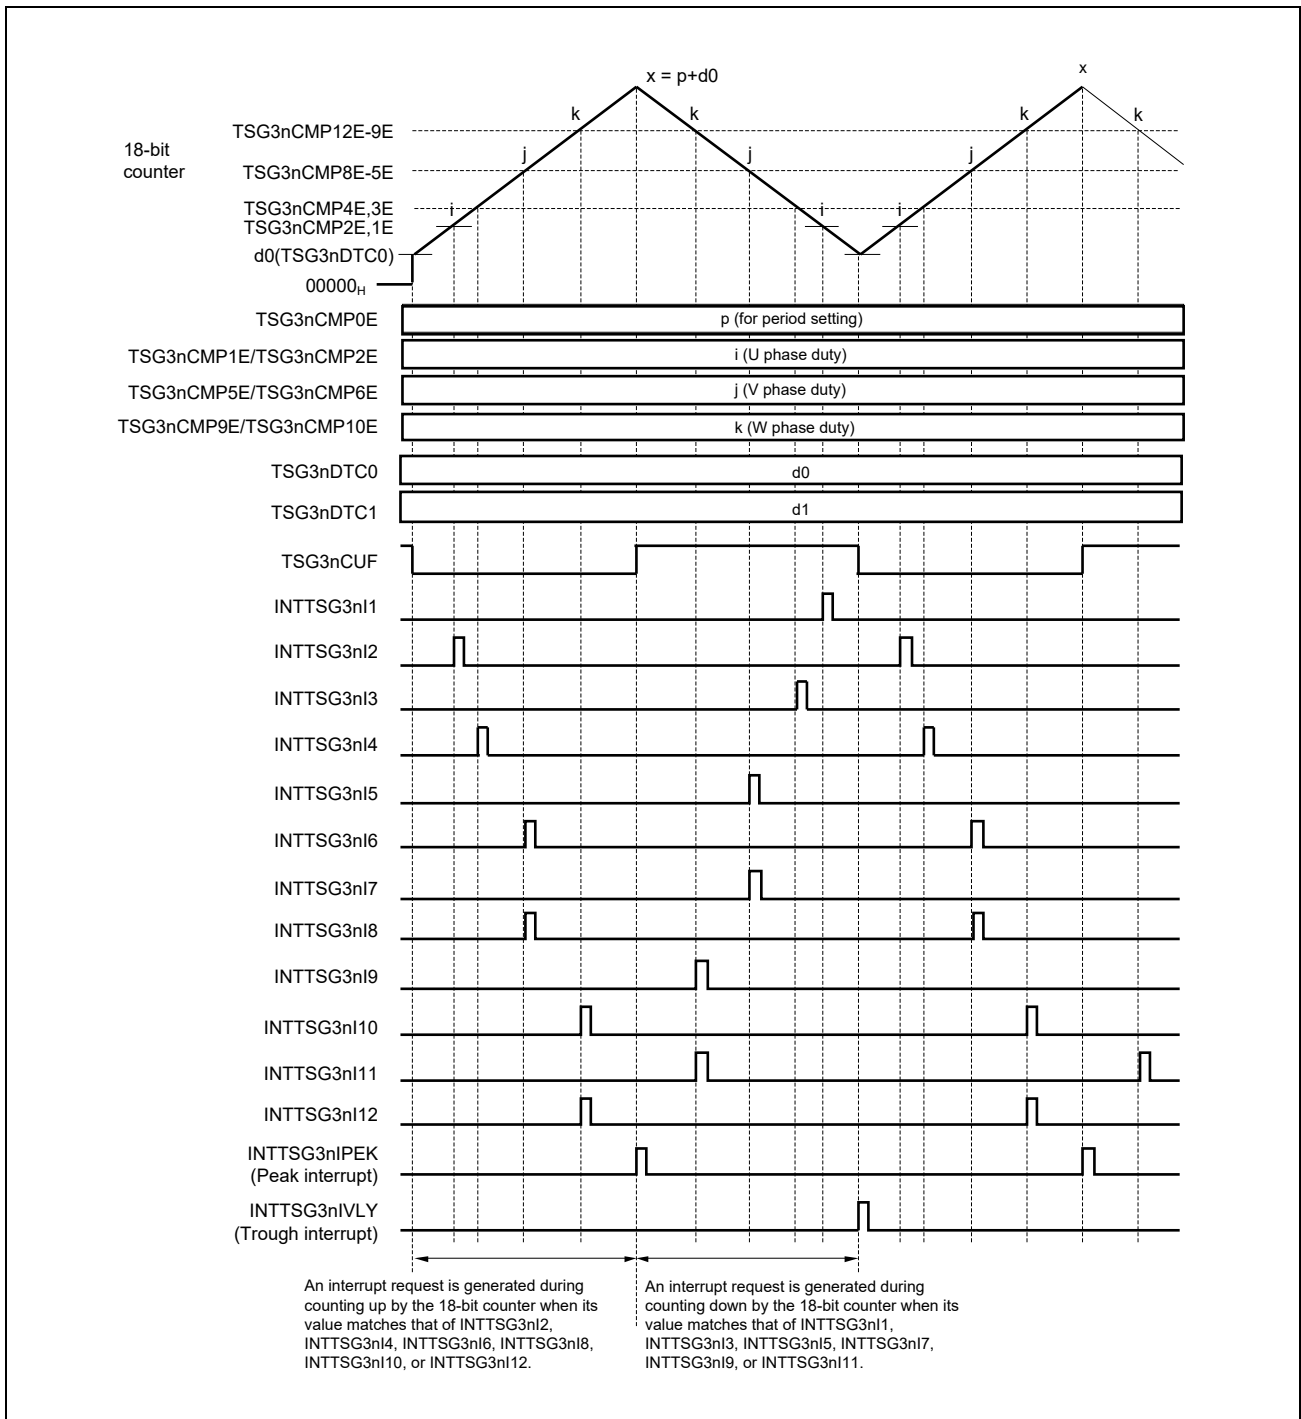 x = p+d0
x
k
k
k
k
TSG3nCMP12E-9E
18-bit
counter
j
j
j
TSG3nCMP8E-5E
TSG3nCMP4E,3E
i
i
i
TSG3nCMP2E,1E
d0(TSG3nDTC0)
00000H
TSG3nCMP0E
p (for period setting)
TSG3nCMP1E/TSG3nCMP2E
i (U phase duty)
TSG3nCMP5E/TSG3nCMP6E
j (V phase duty)
TSG3nCMP9E/TSG3nCMP10E
k (W phase duty)
TSG3nDTC0
d0
TSG3nDTC1
d1
TSG3nCUF
INTTSG3nI1
INTTSG3nI2
INTTSG3nI3
INTTSG3nI4
INTTSG3nI5
INTTSG3nI6
INTTSG3nI7
INTTSG3nI8
INTTSG3nI9
INTTSG3nI10
INTTSG3nI11
INTTSG3nI12
INTTSG3nIPEK
(Peak interrupt)
INTTSG3nIVLY
(Trough interrupt)
An interrupt request is generated during
counting up by the 18-bit counter when its
value matches that of INTTSG3nI2,
INTTSG3nI4, INTTSG3nI6, INTTSG3nI8,
INTTSG3nI10, or INTTSG3nI12.
An interrupt request is generated during
counting down by the 18-bit counter when its
value matches that of INTTSG3nI1,
INTTSG3nI3, INTTSG3nI5, INTTSG3nI7,
INTTSG3nI9, or INTTSG3nI11.